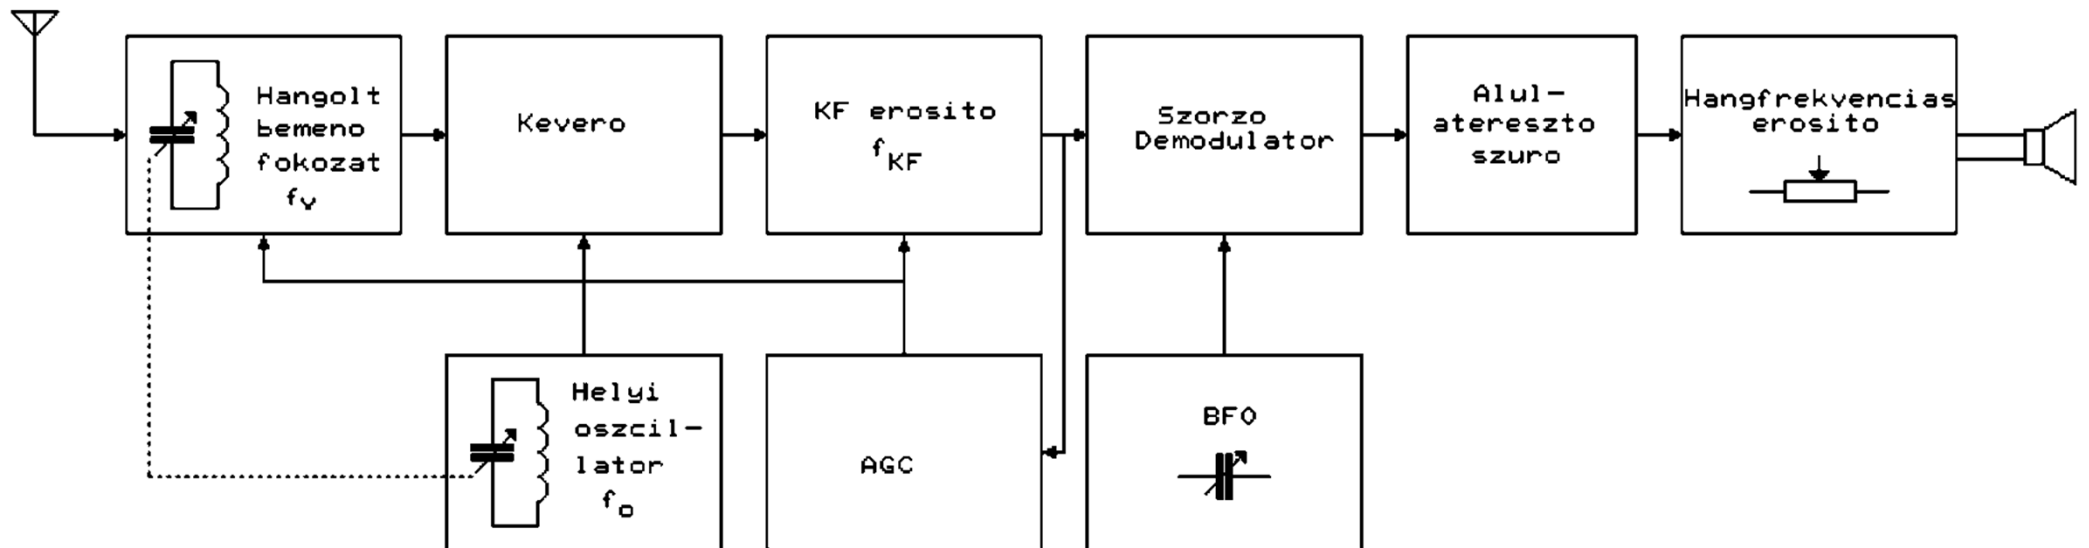 Hangolt
bemeno
fokozat
fv
Kevero
KF erosito
fKF
Szorzo
Demodulator
Alul-
atereszto
szuro
Hangfrekvencias
erosito
Helyi
oszcil-
lator
fo
AGC
BFO